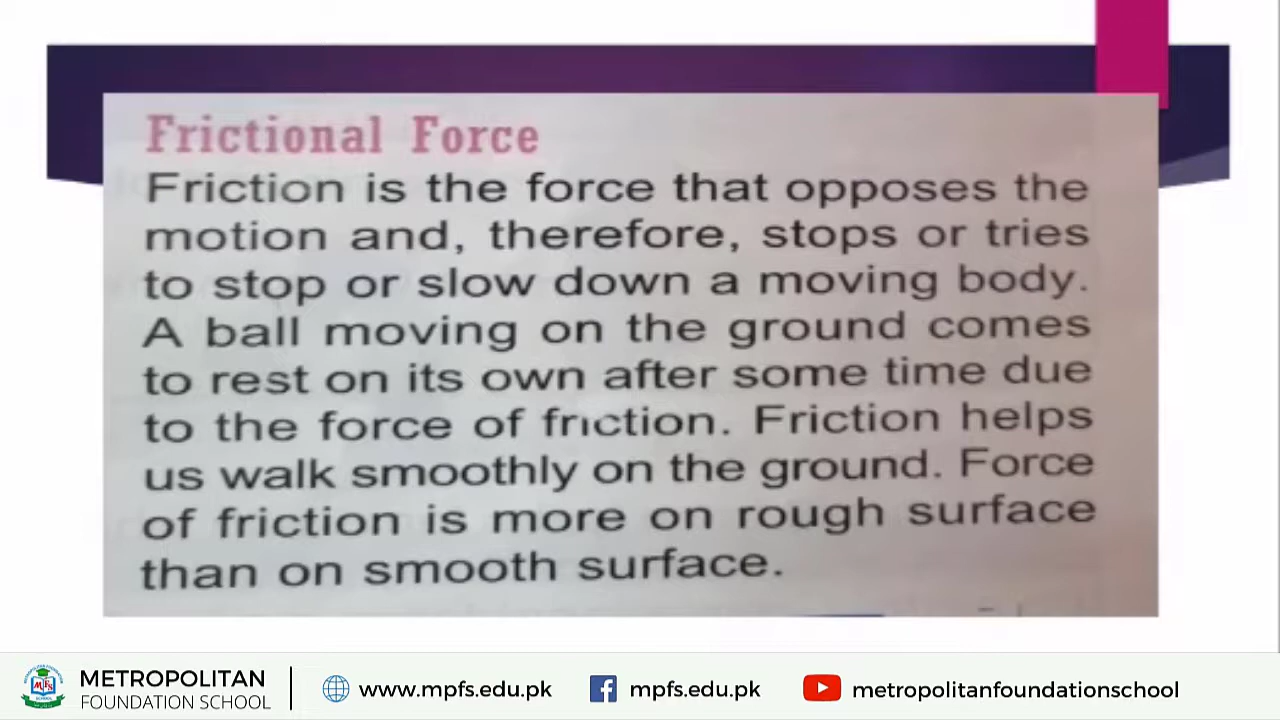 Frictional Force
Friction is the force that opposes the
motion and, therefore, stops or tries
to stop or slow down a moving body.
A ball moving on the ground comes
to rest on its own after some time due
to the force of friction. Friction helps
us walk smoothly on the ground. Force
of friction is more on rough surface
than on smooth surface.
METROPOLITAN
FOUNDATION SCHOOL
www.mpfs.edu.pk
mpfs.edu.pk
metropolitanfoundationschool